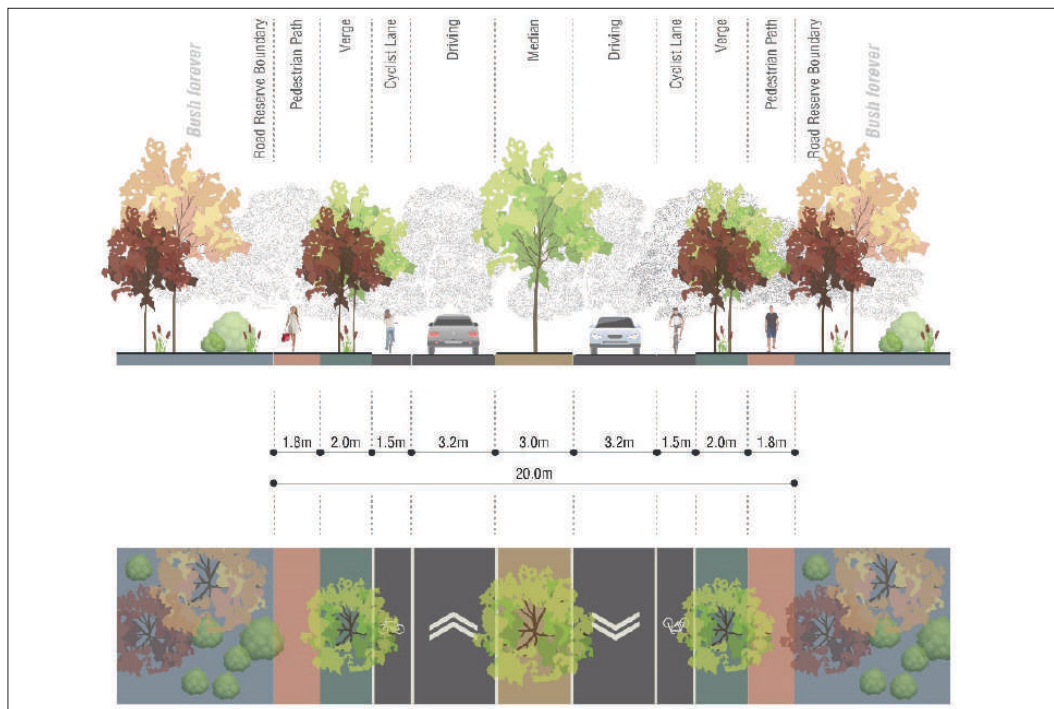 Bush forever
Road Reserve Boundary
Pedestrian Path
Verge
Cyclist Lane
Driving
Median
Driving
Cyclist Lane
Verge
Pedestrian Path
Road Reserve Boundary
Bush forever
1.8m
2.0m
1.5m
3.2m
3.0m
3.2m
1.5m
2.0m
1.8m
20.0m